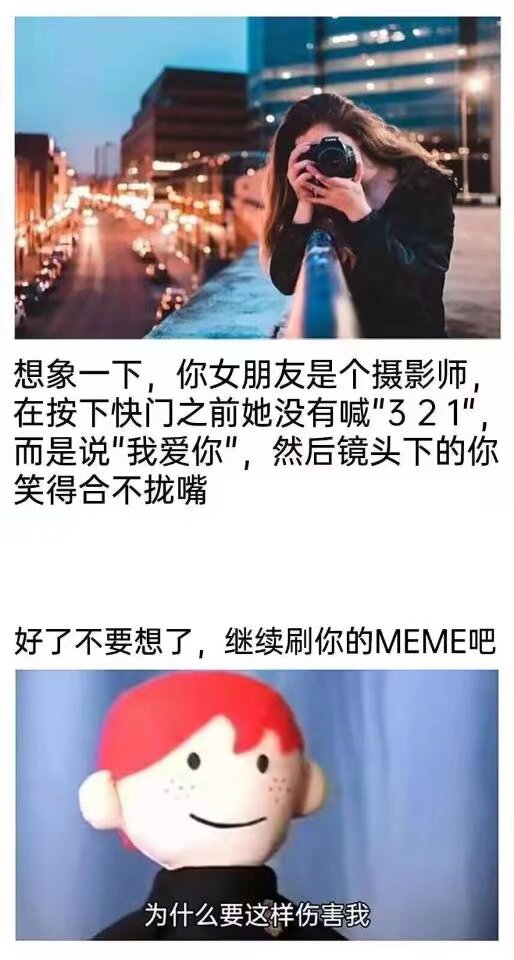 想象一下，你女朋友是个摄影师，
在按下快门之前她没有喊"3 2 1"，
而是说"我爱你"，然后镜头下的你
笑得合不拢嘴
好了不要想了，继续刷你的MEME吧
为什么要这样伤害我